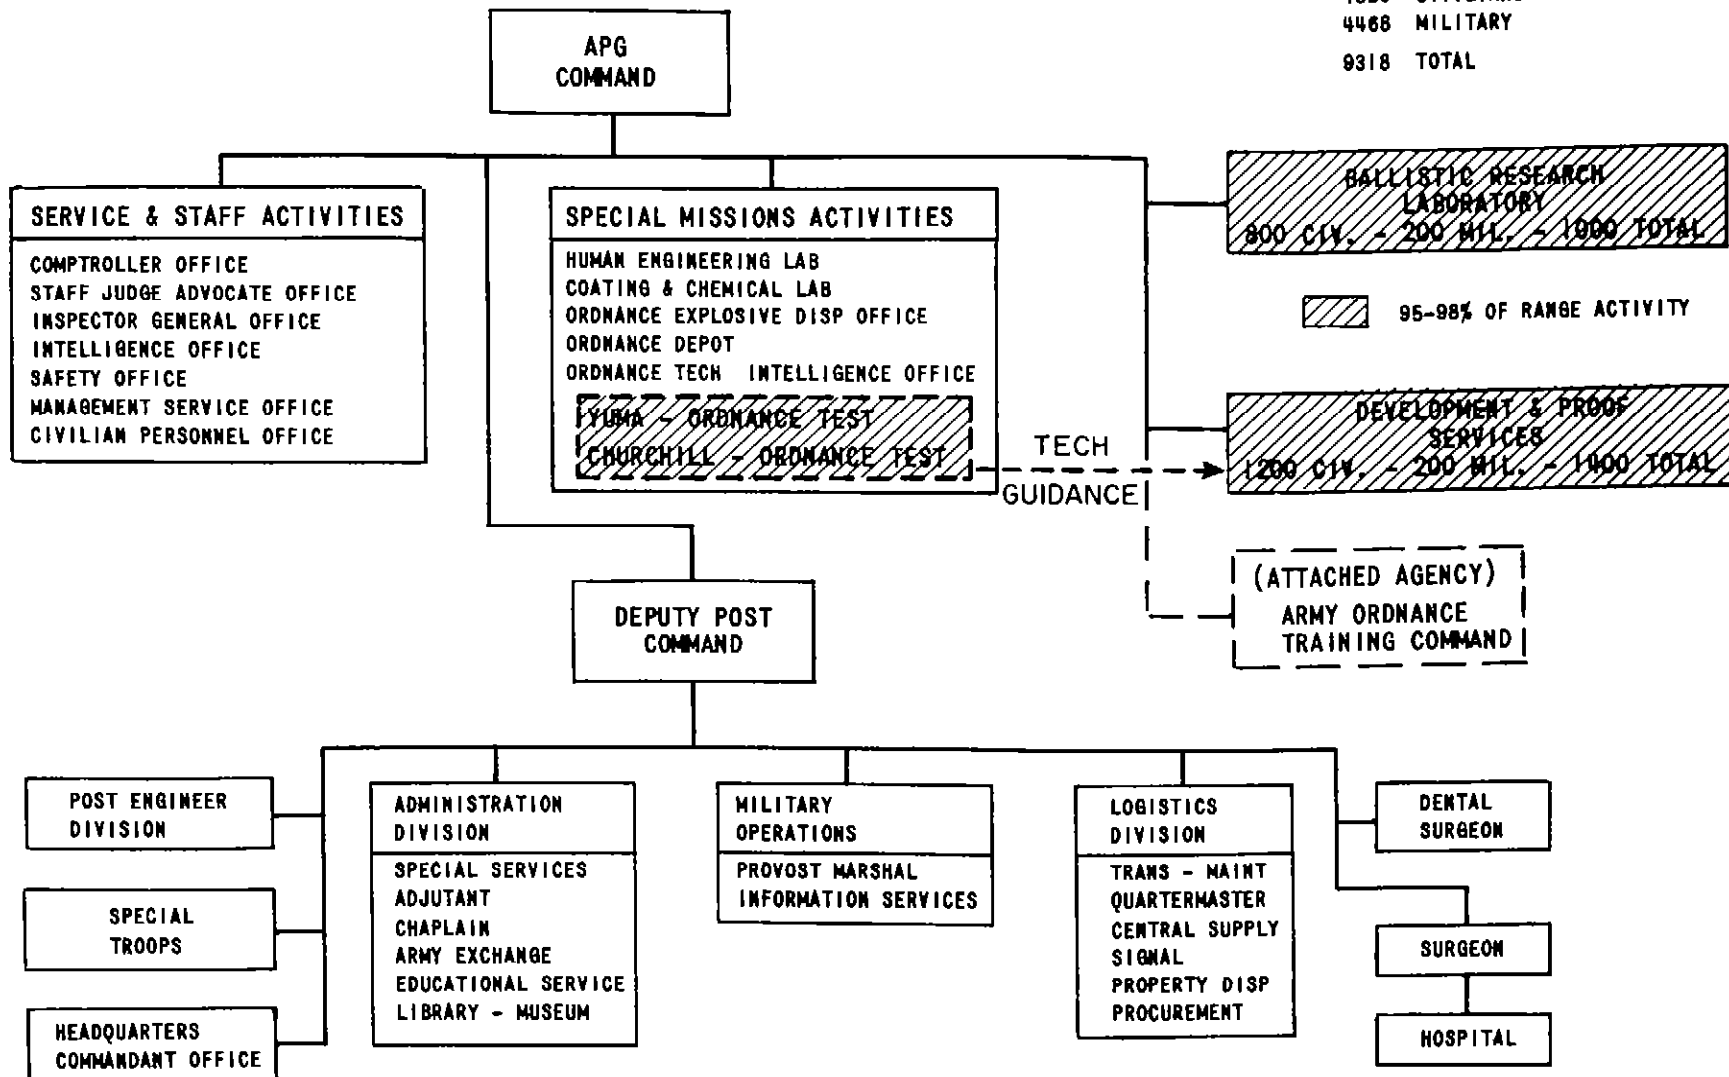 4468 MILITARY
9318 TOTAL
APG
COMMAND
SERVICE & STAFF ACTIVITIES
COMPTROLLER OFFICE
STAFF JUDGE ADVOCATE OFFICE
INSPECTOR GENERAL OFFICE
INTELLIGENCE OFFICE
SAFETY OFFICE
MANAGEMENT SERVICE OFFICE
CIVILIAN PERSONNEL OFFICE
SPECIAL MISSIONS ACTIVITIES
HUMAN ENGINEERING LAB
COATING & CHEMICAL LAB
ORDNANCE EXPLOSIVE DISP OFFICE
ORDNANCE DEPOT
ORDNANCE TECH INTELLIGENCE OFFICE
YUMA - ORDNANCE TEST
CHURCHILL - ORDNANCE TEST
TECH
GUIDANCE
BALLISTIC RESEARCH
LABORATORY
800 CIV. - 200 MIL. - 1000 TOTAL
95-98% OF RANGE ACTIVITY
DEVELOPMENT & PROOF
SERVICES
1200 CIV. - 200 MIL. - 1400 TOTAL
(ATTACHED AGENCY)
ARMY ORDNANCE
TRAINING COMMAND
DEPUTY POST
COMMAND
POST ENGINEER
DIVISION
SPECIAL
TROOPS
HEADQUARTERS
COMMANDANT OFFICE
ADMINISTRATION
DIVISION
SPECIAL SERVICES
ADJUTANT
CHAPLAIN
ARMY EXCHANGE
EDUCATIONAL SERVICE
LIBRARY - MUSEUM
MILITARY
OPERATIONS
PROVOST MARSHAL
INFORMATION SERVICES
LOGISTICS
DIVISION
TRANS - MAINT
QUARTERMASTER
CENTRAL SUPPLY
SIGNAL
PROPERTY DISP
PROCUREMENT
DENTAL
SURGEON
SURGEON
HOSPITAL